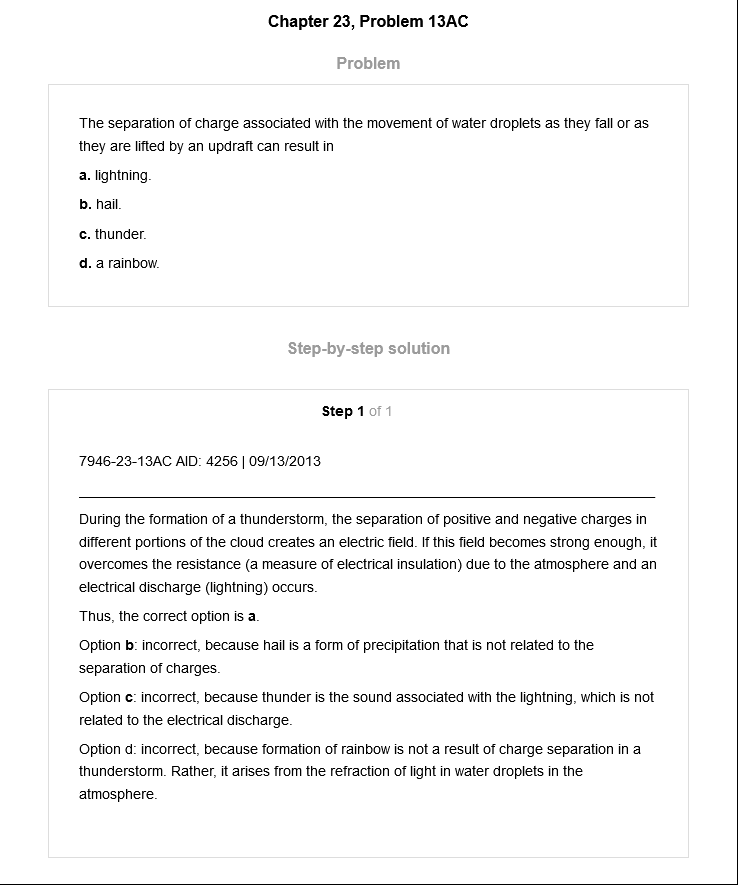 Chapter 23, Problem 13AC
Problem
The separation of charge associated with the movement of water droplets as they fall or as
they are lifted by an updraft can result in
a. lightning.
b. hail.
c. thunder.
d. a rainbow.
Step-by-step solution
Step 1 of 1
7946-23-13AC AID: 4256 | 09/13/2013
During the formation of a thunderstorm, the separation of positive and negative charges in
different portions of the cloud creates an electric field. If this field becomes strong enough, it
overcomes the resistance (a measure of electrical insulation) due to the atmosphere and an
electrical discharge (lightning) occurs.
Thus, the correct option is a.
Option b: incorrect, because hail is a form of precipitation that is not related to the
separation of charges.
Option c: incorrect, because thunder is the sound associated with the lightning, which is not
related to the electrical discharge.
Option d: incorrect, because formation of rainbow is not a result of charge separation in a
thunderstorm. Rather, it arises from the refraction of light in water droplets in the
atmosphere.